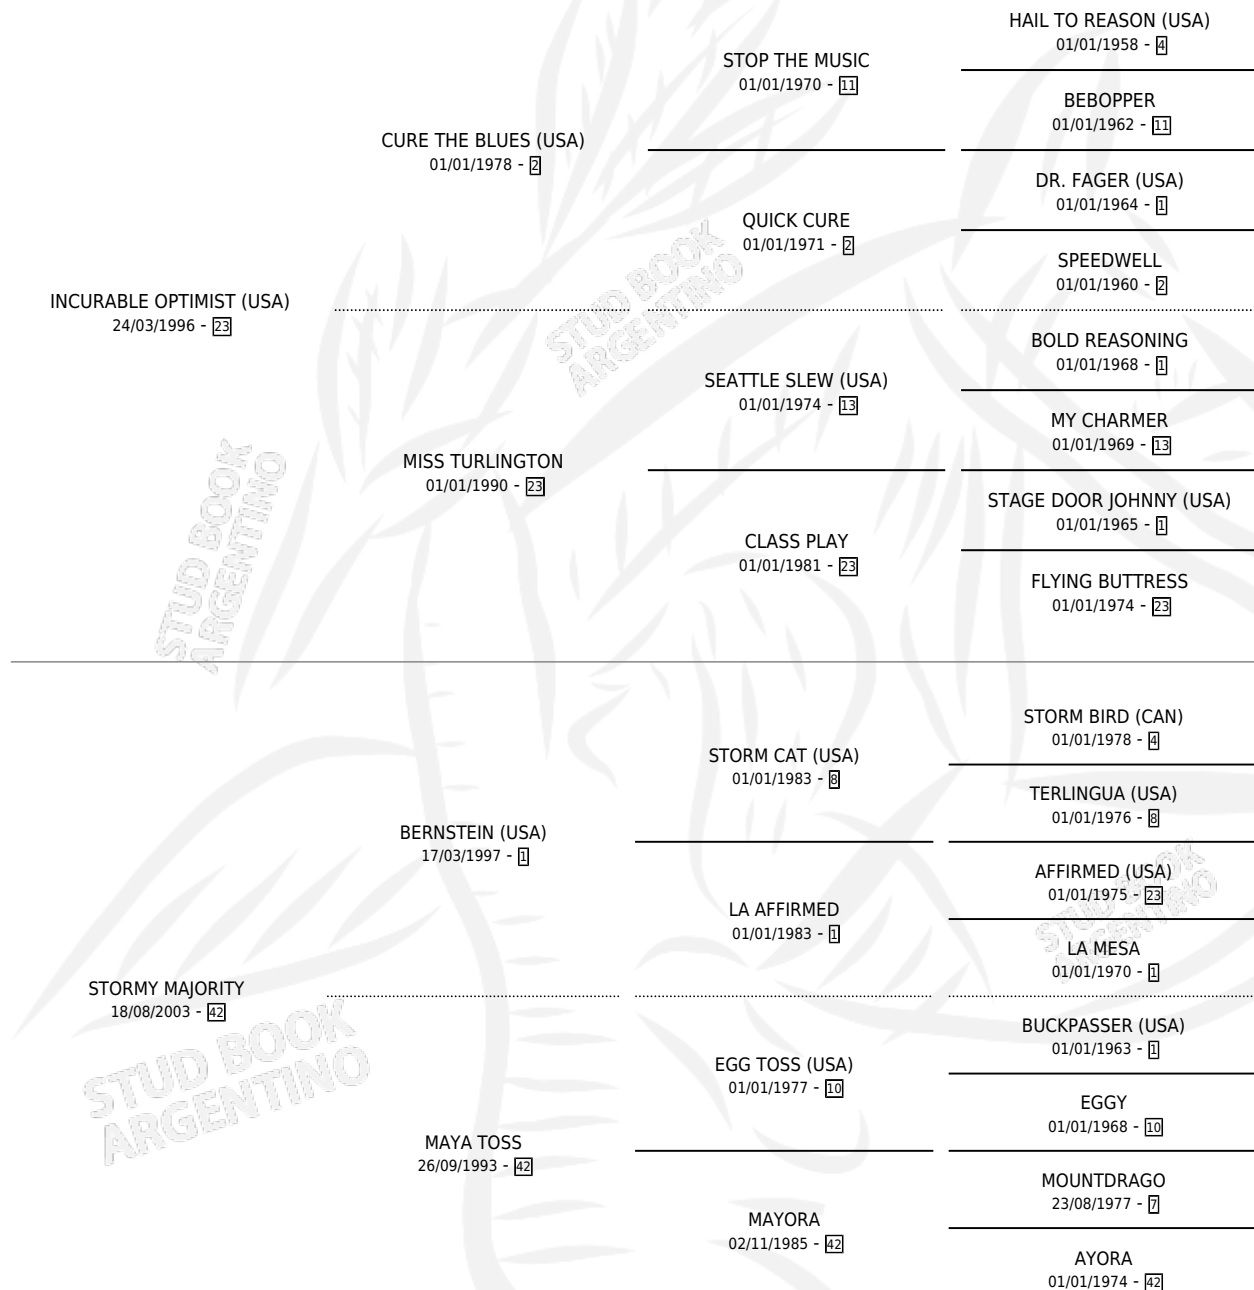 HAIL TO REASON (USA)
01/01/1958 - 4
STOP THE MUSIC
01/01/1970 - 11
BEBOPPER
01/01/1962 - 11
CURE THE BLUES (USA)
01/01/1978 - 2
DR. FAGER (USA)
01/01/1964 - 1
QUICK CURE
01/01/1971 - 2
SPEEDWELL
01/01/1960 - 2
INCURABLE OPTIMIST (USA)
24/03/1996 - 23
BOLD REASONING
01/01/1968 - 1
SEATTLE SLEW (USA)
01/01/1974 - 13
MY CHARMER
01/01/1969 - 13
MISS TURLINGTON
01/01/1990 - 23
STAGE DOOR JOHNNY (USA)
01/01/1965 - 1
CLASS PLAY
01/01/1981 - 23
FLYING BUTTRESS
01/01/1974 - 23
STORM BIRD (CAN)
01/01/1978 - 4
STORM CAT (USA)
01/01/1983 - 8
TERLINGUA (USA)
01/01/1976 - 8
BERNSTEIN (USA)
17/03/1997 - 1
AFFIRMED (USA)
01/01/1975 - 23
LA AFFIRMED
01/01/1983 - 1
LA MESA
01/01/1970 - 1
STORMY MAJORITY
18/08/2003 - 42
BUCKPASSER (USA)
01/01/1963 - 1
EGG TOSS (USA)
01/01/1977 - 10
EGGY
01/01/1968 - 10
MAYA TOSS
26/09/1993 - 42
MOUNTDRAGO
23/08/1977 - 7
MAYORA
02/11/1985 - 42
AYORA
01/01/1974 - 42
STUD BOOK
ARGENTINO
STUD BOOK
ARGENTINO
STUD BOOK
ARGENTINO
STUD BOOK
ARGENTINO